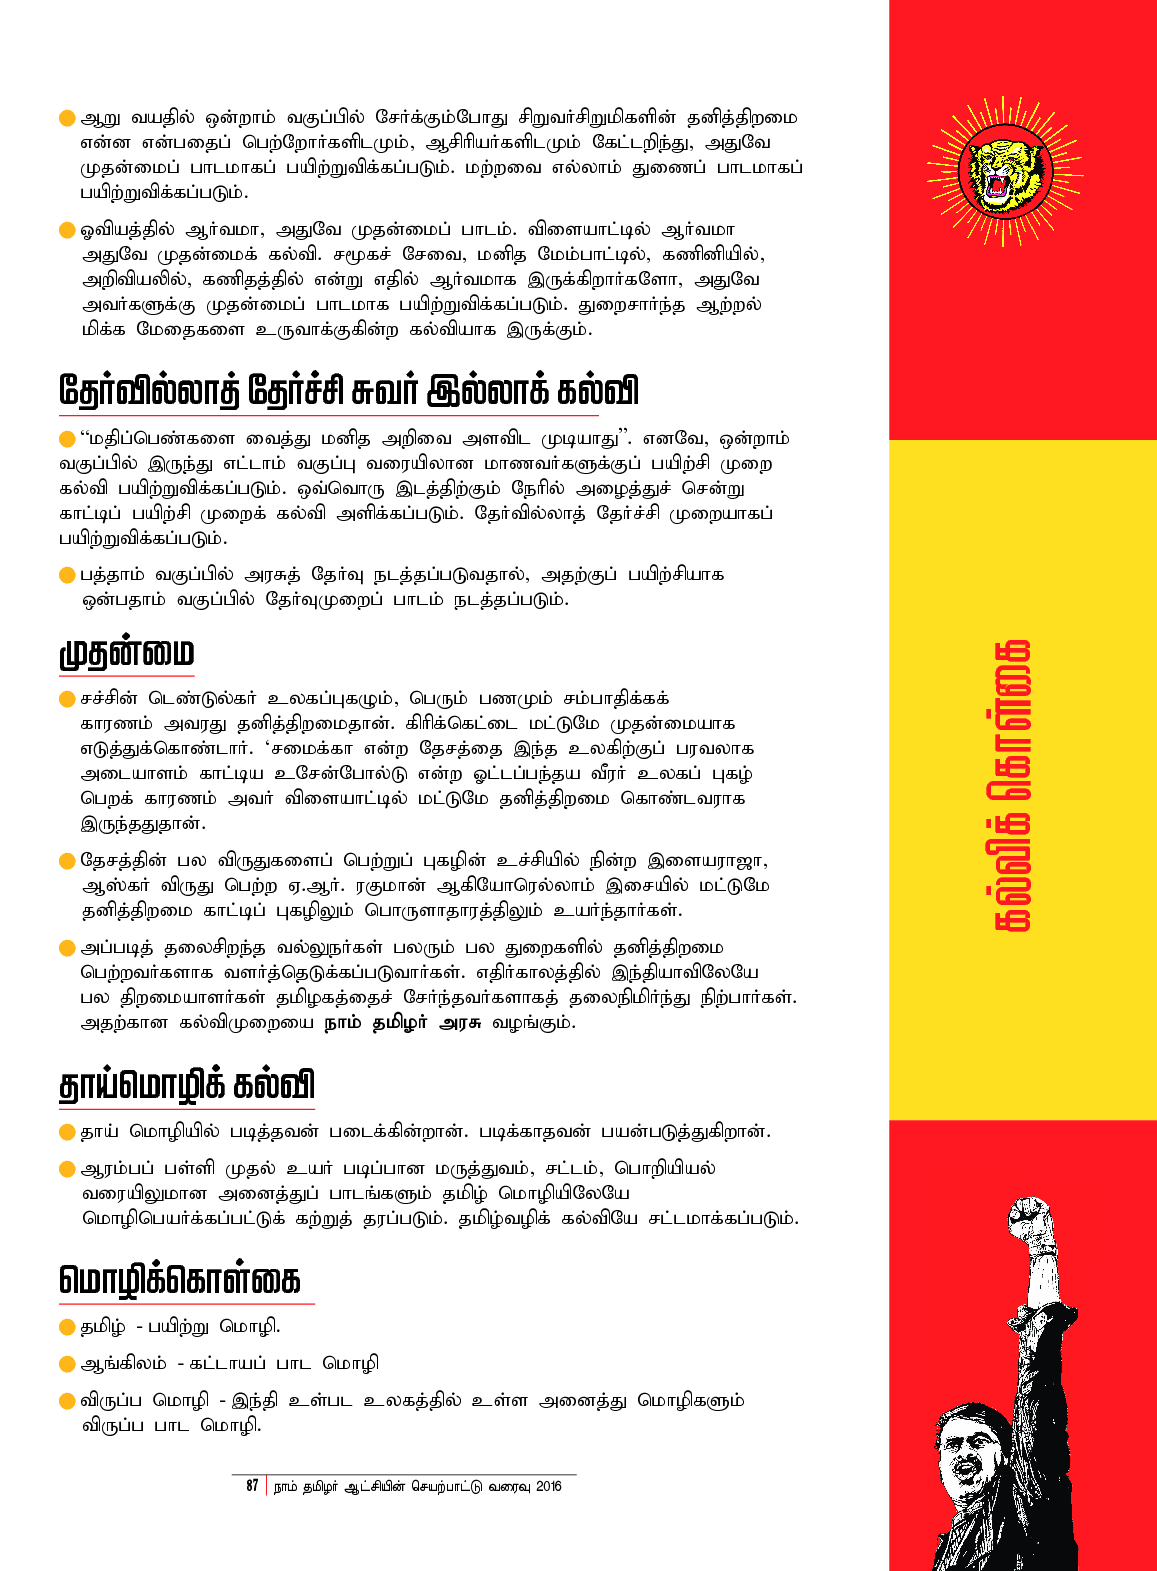 ஆறு வயதில் ஒன்றாம் வகுப்பில் சேர்க்கும்போது சிறுவர்சிறுமிகளின் தனித்திறமை
என்ன என்பதைப் பெற்றோர்களிடமும், ஆசிரியர்களிடமும் கேட்டறிந்து, அதுவே
முதன்மைப் பாடமாகப் பயிற்றுவிக்கப்படும். மற்றவை எல்லாம் துணைப் பாடமாகப்
பயிற்றுவிக்கப்படும்.
ஓவியத்தில் ஆர்வமா, அதுவே முதன்மைப் பாடம். விளையாட்டில் ஆர்வமா
அதுவே முதன்மைக் கல்வி. சமூகச் சேவை, மனித மேம்பாட்டில், கணினியில்,
அறிவியலில், கணிதத்தில் என்று எதில் ஆர்வமாக இருக்கிறார்களோ, அதுவே
அவர்களுக்கு முதன்மைப் பாடமாக பயிற்றுவிக்கப்படும். துறைசார்ந்த ஆற்றல்
மிக்க மேதைகளை உருவாக்குகின்ற கல்வியாக இருக்கும்.
தேர்வில்லாத் தேர்ச்சி சுவர் இல்லாக் கல்வி
“மதிப்பெண்களை வைத்து மனித அறிவை அளவிட முடியாது”. எனவே, ஒன்றாம்
வகுப்பில் இருந்து எட்டாம் வகுப்பு வரையிலான மாணவர்களுக்குப் பயிற்சி முறை
கல்வி பயிற்றுவிக்கப்படும். ஒவ்வொரு இடத்திற்கும் நேரில் அழைத்துச் சென்று
காட்டிப் பயிற்சி முறைக் கல்வி அளிக்கப்படும். தேர்வில்லாத் தேர்ச்சி முறையாகப்
பயிற்றுவிக்கப்படும்.
பத்தாம் வகுப்பில் அரசுத் தேர்வு நடத்தப்படுவதால், அதற்குப் பயிற்சியாக
ஒன்பதாம் வகுப்பில் தேர்வுமுறைப் பாடம் நடத்தப்படும்.
முதன்மை
சச்சின் டெண்டுல்கர் உலகப்புகழும், பெரும் பணமும் சம்பாதிக்கக்
காரணம் அவரது தனித்திறமைதான். கிரிக்கெட்டை மட்டுமே முதன்மையாக
எடுத்துக்கொண்டார். ‘சமைக்கா என்ற தேசத்தை இந்த உலகிற்குப் பரவலாக
அடையாளம் காட்டிய உசேன்போல்டு என்ற ஓட்டப்பந்தய வீரர் உலகப் புகழ்
பெறக் காரணம் அவர் விளையாட்டில் மட்டுமே தனித்திறமை கொண்டவராக
இருந்ததுதான்.
தேசத்தின் பல விருதுகளைப் பெற்றுப் புகழின் உச்சியில் நின்ற இளையராஜா,
ஆஸ்கர் விருது பெற்ற ஏ.ஆர். ரகுமான் ஆகியோரெல்லாம் இசையில் மட்டுமே
தனித்திறமை காட்டிப் புகழிலும் பொருளாதாரத்திலும் உயர்ந்தார்கள்.
அப்படித் தலைசிறந்த வல்லுநர்கள் பலரும் பல துறைகளில் தனித்திறமை
பெற்றவர்களாக வளர்த்தெடுக்கப்படுவார்கள். எதிர்காலத்தில் இந்தியாவிலேயே
பல திறமையாளர்கள் தமிழகத்தைச் சேர்ந்தவர்களாகத் தலைநிமிர்ந்து நிற்பார்கள்.
அதற்கான கல்விமுறையை நாம் தமிழர் அரசு வழங்கும்.
தாய்மொழிக் கல்வி
தாய் மொழியில் படித்தவன் படைக்கின்றான். படிக்காதவன் பயன்படுத்துகிறான்.
ஆரம்பப் பள்ளி முதல் உயர் படிப்பான மருத்துவம், சட்டம், பொறியியல்
வரையிலுமான அனைத்துப் பாடங்களும் தமிழ் மொழியிலேயே
மொழிபெயர்க்கப்பட்டுக் கற்றுத் தரப்படும். தமிழ்வழிக் கல்வியே சட்டமாக்கப்படும்.
மொழிக்கொள்கை
தமிழ் - பயிற்று மொழி.
ஆங்கிலம் - கட்டாயப் பாட மொழி
விருப்ப மொழி - இந்தி உள்பட உலகத்தில் உள்ள அனைத்து மொழிகளும்
விருப்ப பாட மொழி.
87 நாம் தமிழர் ஆட்சியின் செயற்பாட்டு வரைவு 2016
கல்விக் கொள்கை